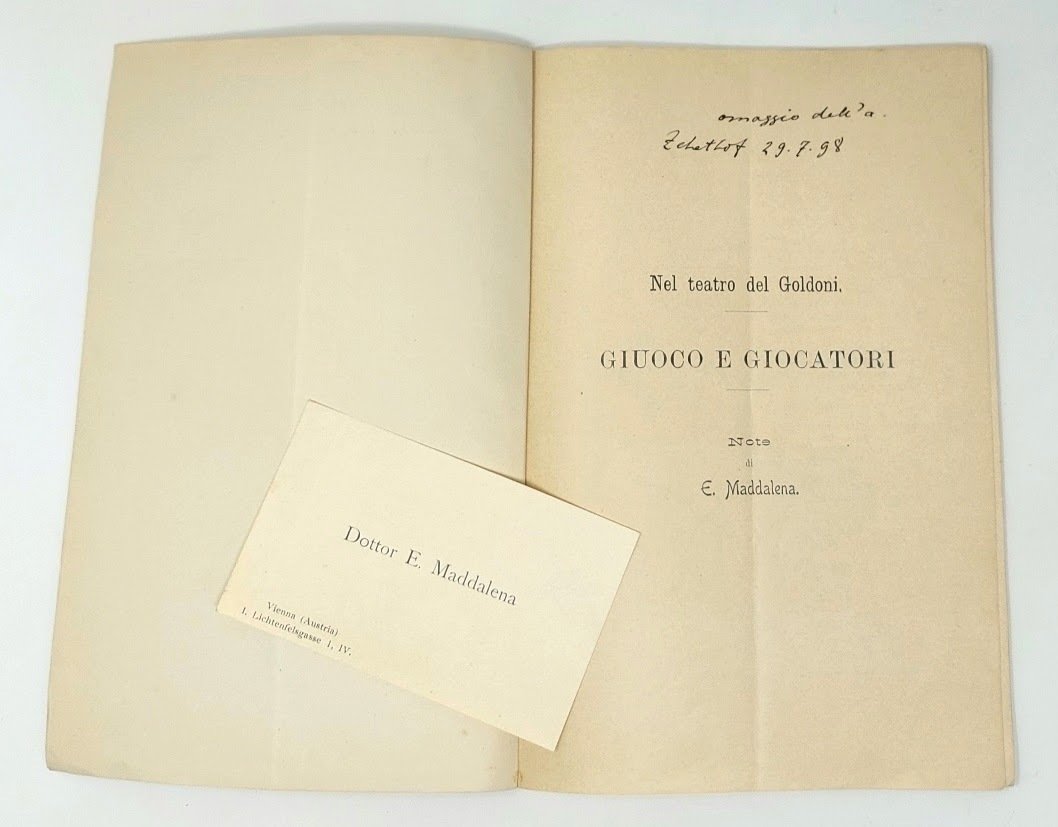 omaggio dell'a.
Zchethof 29.7.98
Nel teatro del Goldoni.
GIUOCO E GIOCATORI
Note
di
E. Maddalena.
Dottor E. Maddalena
Vienna (Austria)
I. Lichtenfelsgasse 1, IV.